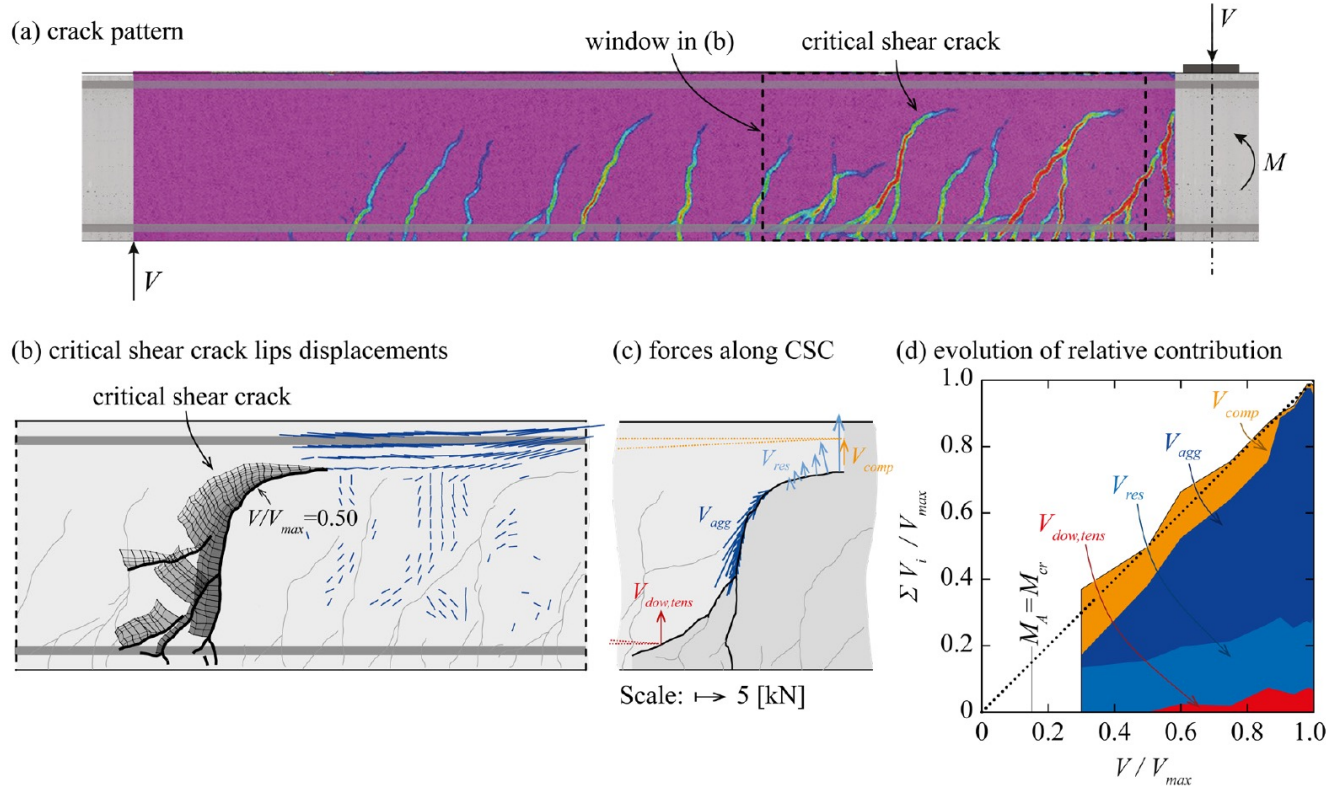 (a) crack pattern
window in (b)
critical shear crack
V
M
V
(b) critical shear crack lips displacements
critical shear crack
V/Vmax=0.50
(c) forces along CSC
Vres
Vcomp
Vagg
Vdow,tens
Scale: ↦ 5 [kN]
(d) evolution of relative contribution
Σ Vi / Vmax
1.0
0.8
0.6
0.4
0.2
0
Vcomp
Vagg
Vres
Vdow,tens
MA=Mcr
0 0.2 0.4 0.6 0.8 1.0
V / Vmax